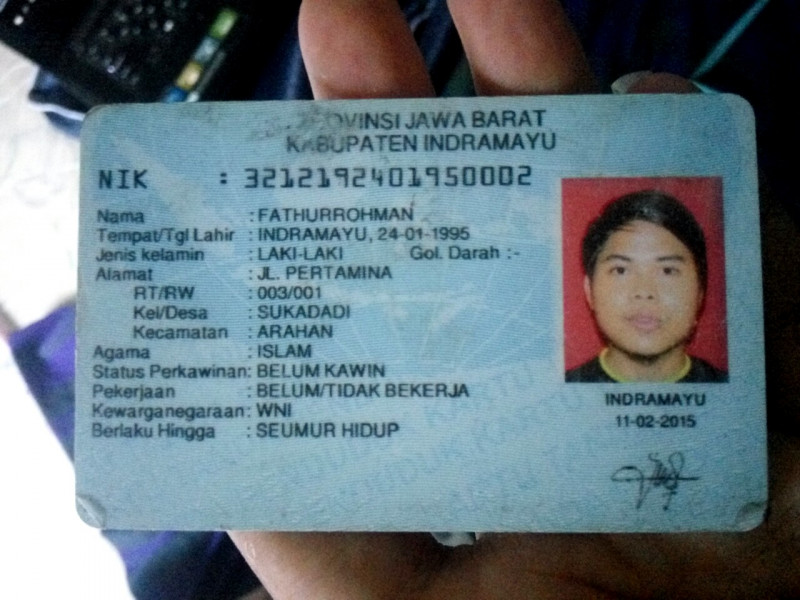 PROVINSI JAWA BARAT
KABUPATEN INDRAMAYU
NIK : 3212192401950002
Nama : FATHURROHMAN
Tempat/Tgl Lahir : INDRAMAYU, 24-01-1995
Jenis kelamin : LAKI-LAKI Gol. Darah :-
Alamat : JL. PERTAMINA
RT/RW : 003/001
Kel/Desa : SUKADADI
Kecamatan : ARAHAN
Agama : ISLAM
Status Perkawinan: BELUM KAWIN
Pekerjaan : BELUM/TIDAK BEKERJA
Kewarganegaraan: WNI
Berlaku Hingga : SEUMUR HIDUP
INDRAMAYU
11-02-2015